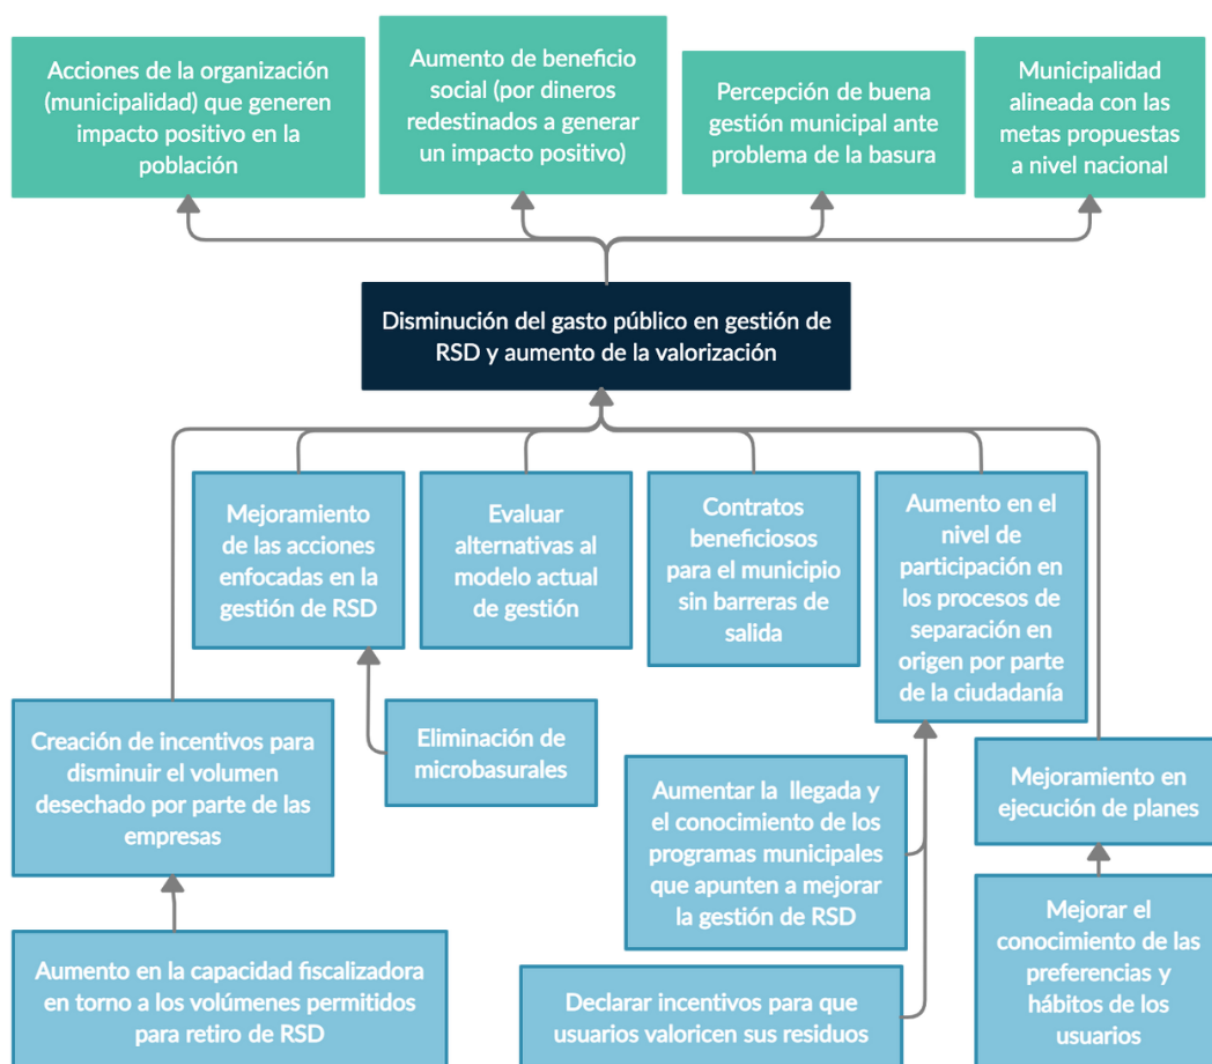 Acciones de la organización
(municipalidad) que generen
impacto positivo en la
población
Aumento de beneficio
social (por dineros
redestinados a generar
un impacto positivo)
Percepción de buena
gestión municipal ante
problema de la basura
Municipalidad
alineada con las
metas propuestas
a nivel nacional
Disminución del gasto público en gestión de
RSD y aumento de la valorización
Mejoramiento
de las acciones
enfocadas en la
gestión de RSD
Evaluar
alternativas al
modelo actual
de gestión
Contratos
beneficiosos
para el municipio
sin barreras de
salida
Aumento en el
nivel de
participación en
los procesos de
separación en
origen por parte
de la ciudadanía
Creación de incentivos para
disminuir el volumen
desechado por parte de las
empresas
Eliminación de
microbasurales
Aumentar la llegada y
el conocimiento de los
programas municipales
que apunten a mejorar
la gestión de RSD
Mejoramiento en
ejecución de planes
Aumento en la capacidad fiscalizadora
en torno a los volúmenes permitidos
para retiro de RSD
Declarar incentivos para que
usuarios valoricen sus residuos
Mejorar el
conocimiento de las
preferencias y
hábitos de los
usuarios